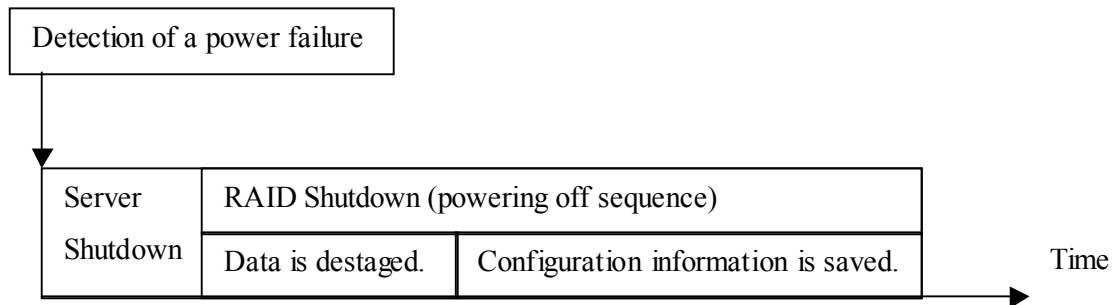 Detection of a power failure
Server
Shutdown
RAID Shutdown (powering off sequence)
Data is destaged.
Configuration information is saved.
Time